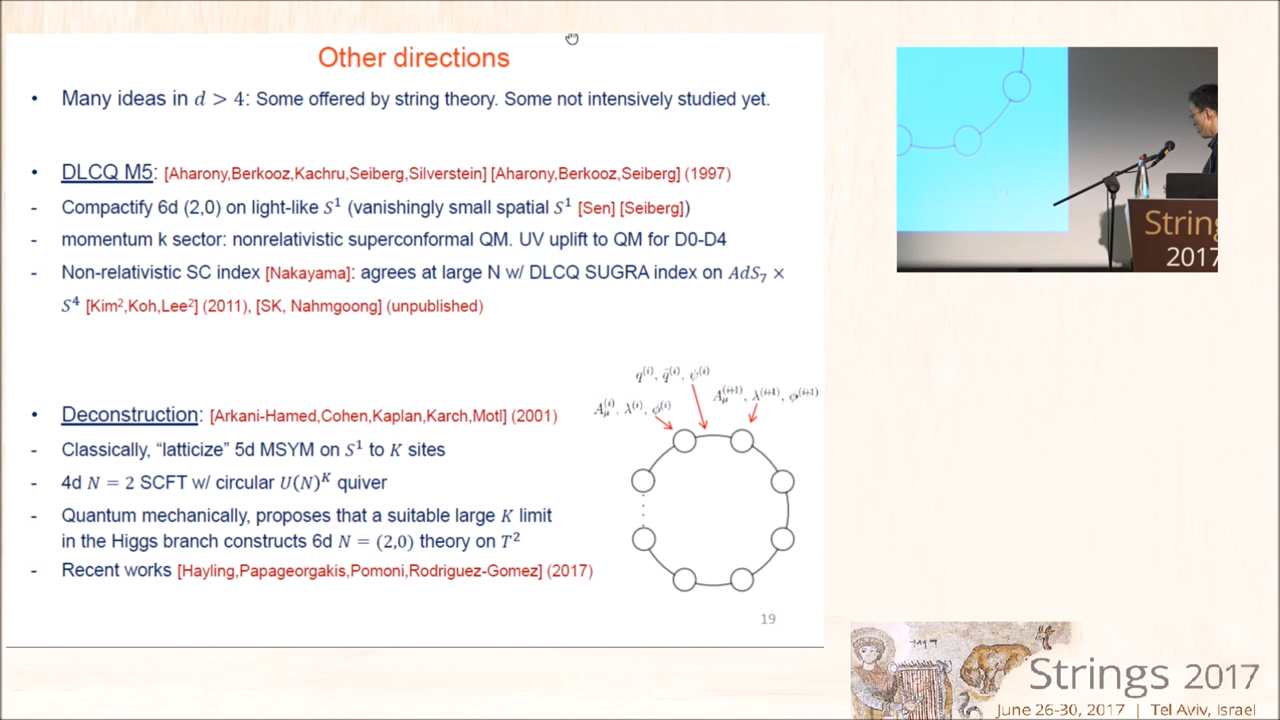 Other directions
• Many ideas in d > 4: Some offered by string theory. Some not intensively studied yet.
• DLCQ M5: [Aharony,Berkooz,Kachru,Seiberg,Silverstein] [Aharony,Berkooz,Seiberg] (1997)
- Compactify 6d (2,0) on light-like S¹ (vanishingly small spatial S¹ [Sen] [Seiberg])
- momentum k sector: nonrelativistic superconformal QM. UV uplift to QM for D0-D4
- Non-relativistic SC index [Nakayama]: agrees at large N w/ DLCQ SUGRA index on AdS₇ ×
S⁴ [Kim²,Koh,Lee²] (2011), [SK, Nahmgoong] (unpublished)
• Deconstruction: [Arkani-Hamed,Cohen,Kaplan,Karch,Motl] (2001)
- Classically, “latticize” 5d MSYM on S¹ to K sites
- 4d N = 2 SCFT w/ circular U(N)ᴷ quiver
- Quantum mechanically, proposes that a suitable large K limit
in the Higgs branch constructs 6d N = (2,0) theory on T²
- Recent works [Hayling,Papageorgakis,Pomoni,Rodriguez-Gomez] (2017)
q⁽ⁱ⁾, q̃⁽ⁱ⁾, ψ⁽ⁱ⁾
A_μ⁽ⁱ⁾, λ⁽ⁱ⁾, φ⁽ⁱ⁾
A_μ⁽ⁱ⁺¹⁾, λ⁽ⁱ⁺¹⁾, φ⁽ⁱ⁺¹⁾
19
Strings
2017
Strings 2017
June 26-30, 2017 | Tel Aviv, Israel